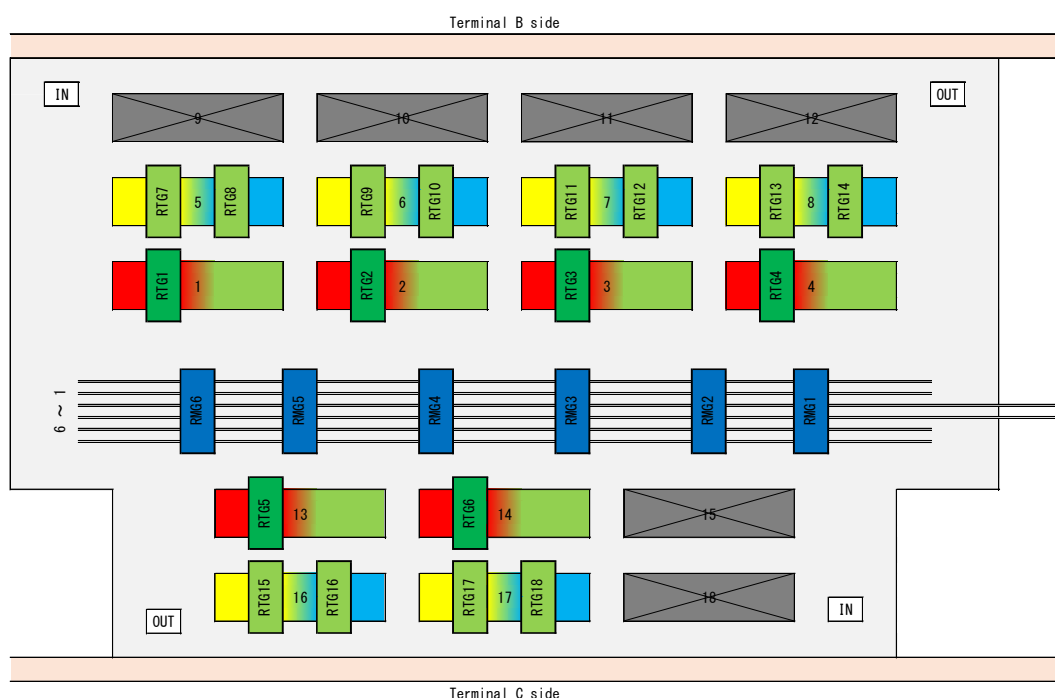 Terminal B side
IN
OUT
9
10
11
12
RTG7
5
RTG8
RTG9
6
RTG10
RTG11
7
RTG12
RTG13
8
RTG14
RTG1
1
RTG2
2
RTG3
3
RTG4
4
6 ~ 1
RMG6
RMG5
RMG4
RMG3
RMG2
RMG1
RTG5
13
RTG6
14
15
RTG15
16
RTG16
RTG17
17
RTG18
18
OUT
IN
Terminal C side